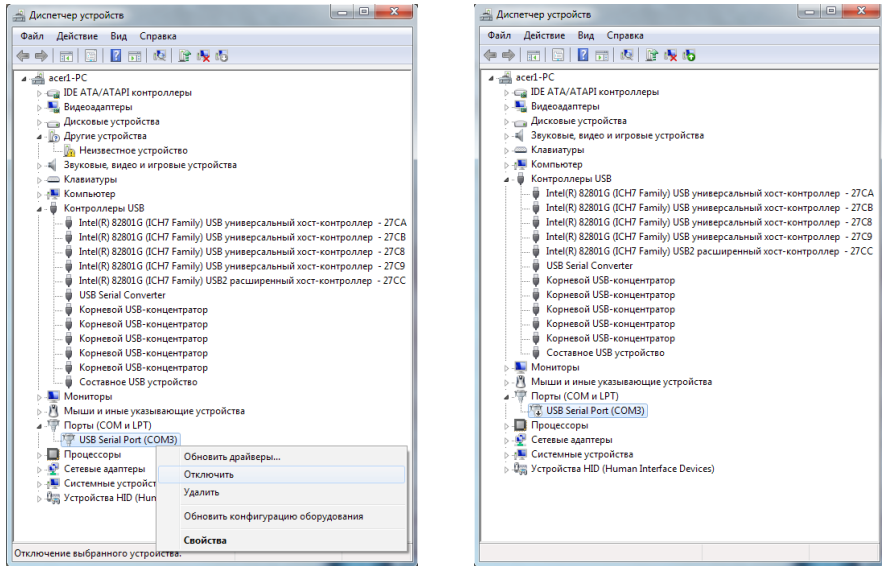 Диспетчер устройств
Файл Действие Вид Справка
acer1-PC
IDE ATA/ATAPI контроллеры
Видеоадаптеры
Дисковые устройства
Другие устройства
Неизвестное устройство
Звуковые, видео и игровые устройства
Клавиатуры
Компьютер
Контроллеры USB
Intel(R) 82801G (ICH7 Family) USB универсальный хост-контроллер - 27CA
Intel(R) 82801G (ICH7 Family) USB универсальный хост-контроллер - 27CB
Intel(R) 82801G (ICH7 Family) USB универсальный хост-контроллер - 27C8
Intel(R) 82801G (ICH7 Family) USB универсальный хост-контроллер - 27C9
Intel(R) 82801G (ICH7 Family) USB2 расширенный хост-контроллер - 27CC
USB Serial Converter
Корневой USB-концентратор
Корневой USB-концентратор
Корневой USB-концентратор
Корневой USB-концентратор
Корневой USB-концентратор
Составное USB устройство
Мониторы
Мыши и иные указывающие устройства
Порты (COM и LPT)
USB Serial Port (COM3)
Процессоры
Сетевые адаптеры
Системные устройст
Устройства HID (Hun
Обновить драйверы...
Отключить
Удалить
Обновить конфигурацию оборудования
Свойства
Отключение выбранного устройства.
Диспетчер устройств
Файл Действие Вид Справка
acer1-PC
IDE ATA/ATAPI контроллеры
Видеоадаптеры
Дисковые устройства
Звуковые, видео и игровые устройства
Клавиатуры
Компьютер
Контроллеры USB
Intel(R) 82801G (ICH7 Family) USB универсальный хост-контроллер - 27CA
Intel(R) 82801G (ICH7 Family) USB универсальный хост-контроллер - 27CB
Intel(R) 82801G (ICH7 Family) USB универсальный хост-контроллер - 27C8
Intel(R) 82801G (ICH7 Family) USB универсальный хост-контроллер - 27C9
Intel(R) 82801G (ICH7 Family) USB2 расширенный хост-контроллер - 27CC
USB Serial Converter
Корневой USB-концентратор
Корневой USB-концентратор
Корневой USB-концентратор
Корневой USB-концентратор
Корневой USB-концентратор
Составное USB устройство
Мониторы
Мыши и иные указывающие устройства
Порты (COM и LPT)
USB Serial Port (COM3)
Процессоры
Сетевые адаптеры
Системные устройства
Устройства HID (Human Interface Devices)